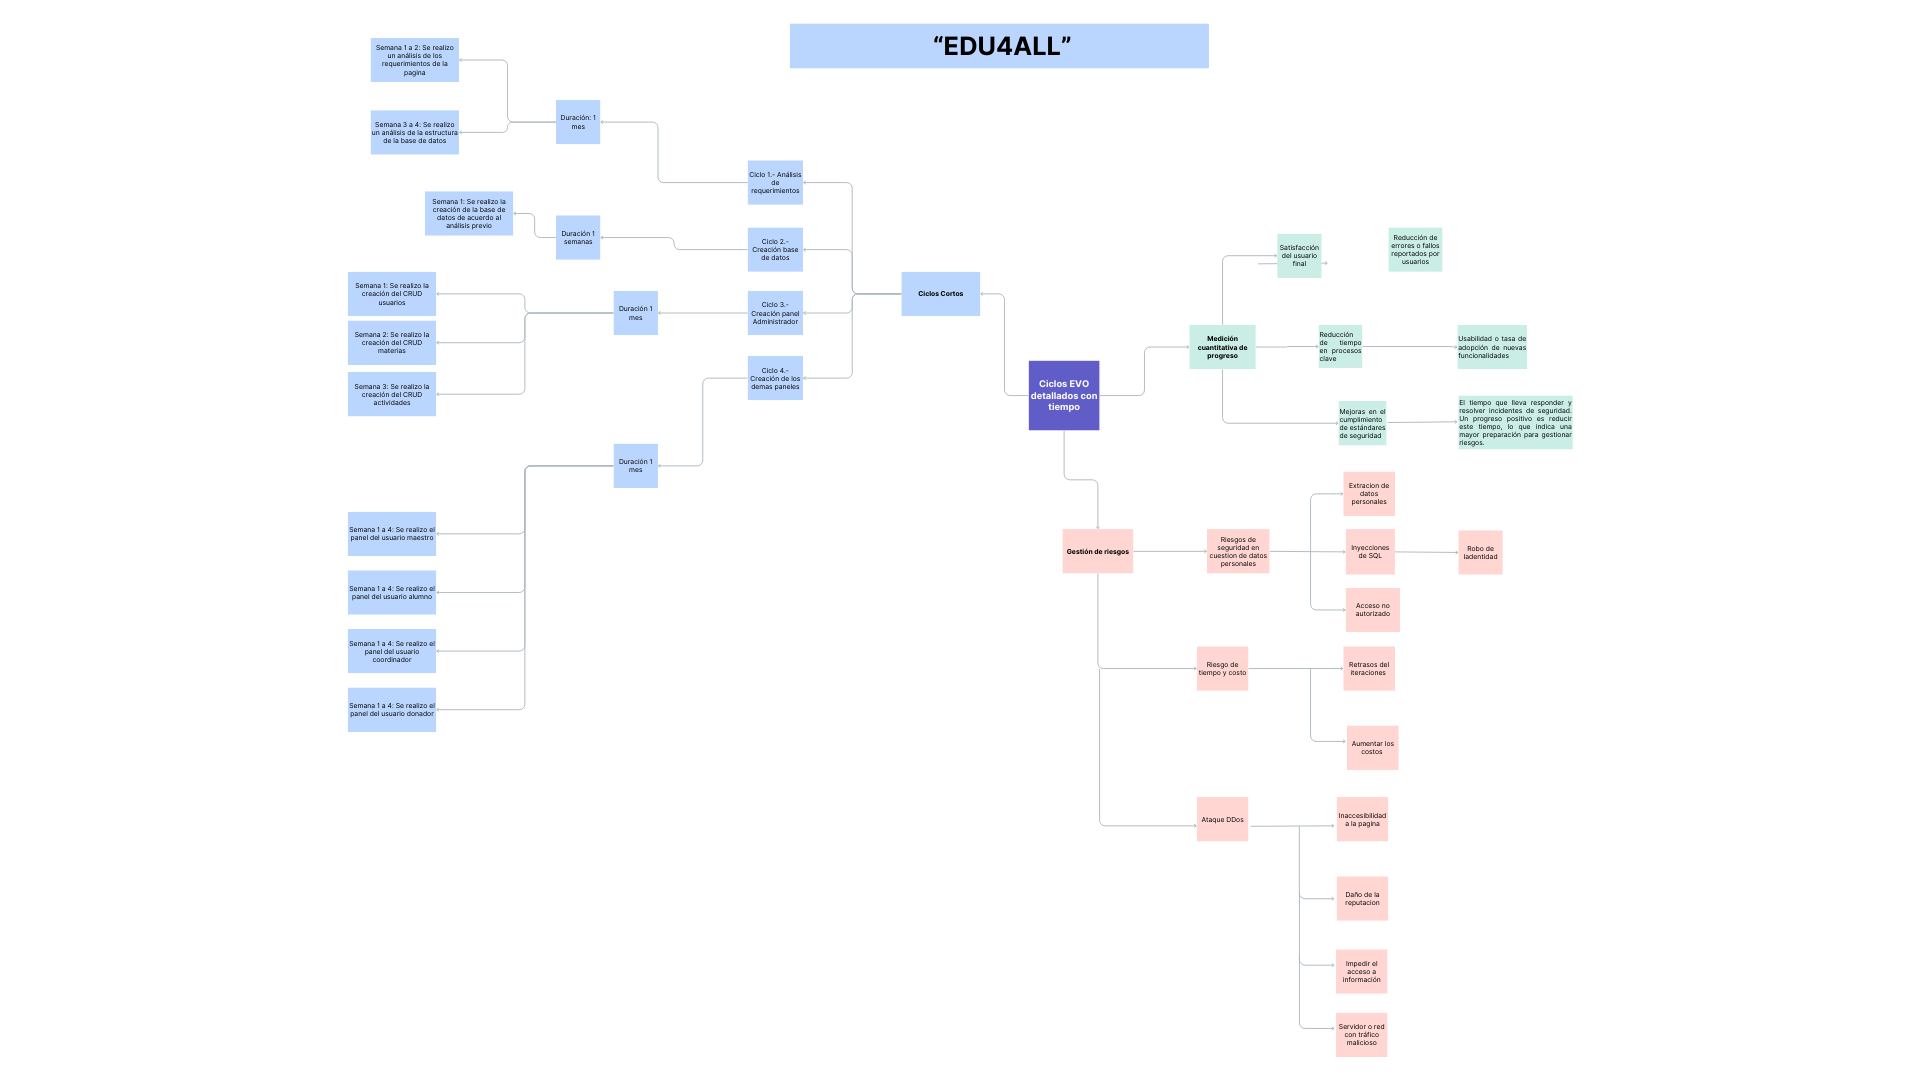 “EDU4ALL”
Semana 1 a 2: Se realizo
un análisis de los
requerimientos de la
pagina
Semana 3 a 4: Se realizo
un análisis de la estructura
de la base de datos
Duración: 1
mes
Ciclo 1.- Análisis
de
requerimientos
Semana 1: Se realizo la
creación de la base de
datos de acuerdo al
análisis previo
Duración 1
semanas
Ciclo 2.-
Creación base
de datos
Semana 1: Se realizo la
creación del CRUD
usuarios
Semana 2: Se realizo la
creación del CRUD
materias
Semana 3: Se realizo la
creación del CRUD
actividades
Duración 1
mes
Ciclo 3.-
Creación panel
Administrador
Ciclo 4.-
Creación de los
demas paneles
Ciclos Cortos
Duración 1
mes
Semana 1 a 4: Se realizo el
panel del usuario maestro
Semana 1 a 4: Se realizo el
panel del usuario alumno
Semana 1 a 4: Se realizo el
panel del usuario
coordinador
Semana 1 a 4: Se realizo el
panel del usuario donador
Ciclos EVO
detallados con
tiempo
Medición
cuantitativa de
progreso
Satisfacción
del usuario
final
Reducción de
errores o fallos
reportados por
usuarios
Reducción
de tiempo
en procesos
clave
Usabilidad o tasa de
adopción de nuevas
funcionalidades
Mejoras en el
cumplimiento
de estándares
de seguridad
El tiempo que lleva responder y
resolver incidentes de seguridad.
Un progreso positivo es reducir
este tiempo, lo que indica una
mayor preparación para gestionar
riesgos.
Gestión de riesgos
Riesgos de
seguridad en
cuestion de datos
personales
Extracion de
datos
personales
Inyecciones
de SQL
Robo de
Iadentidad
Acceso no
autorizado
Riesgo de
tiempo y costo
Retrasos del
iteraciones
Aumentar los
costos
Ataque DDos
Inaccesibilidad
a la pagina
Daño de la
reputacion
Impedir el
acceso a
información
Servidor o red
con tráfico
malicioso